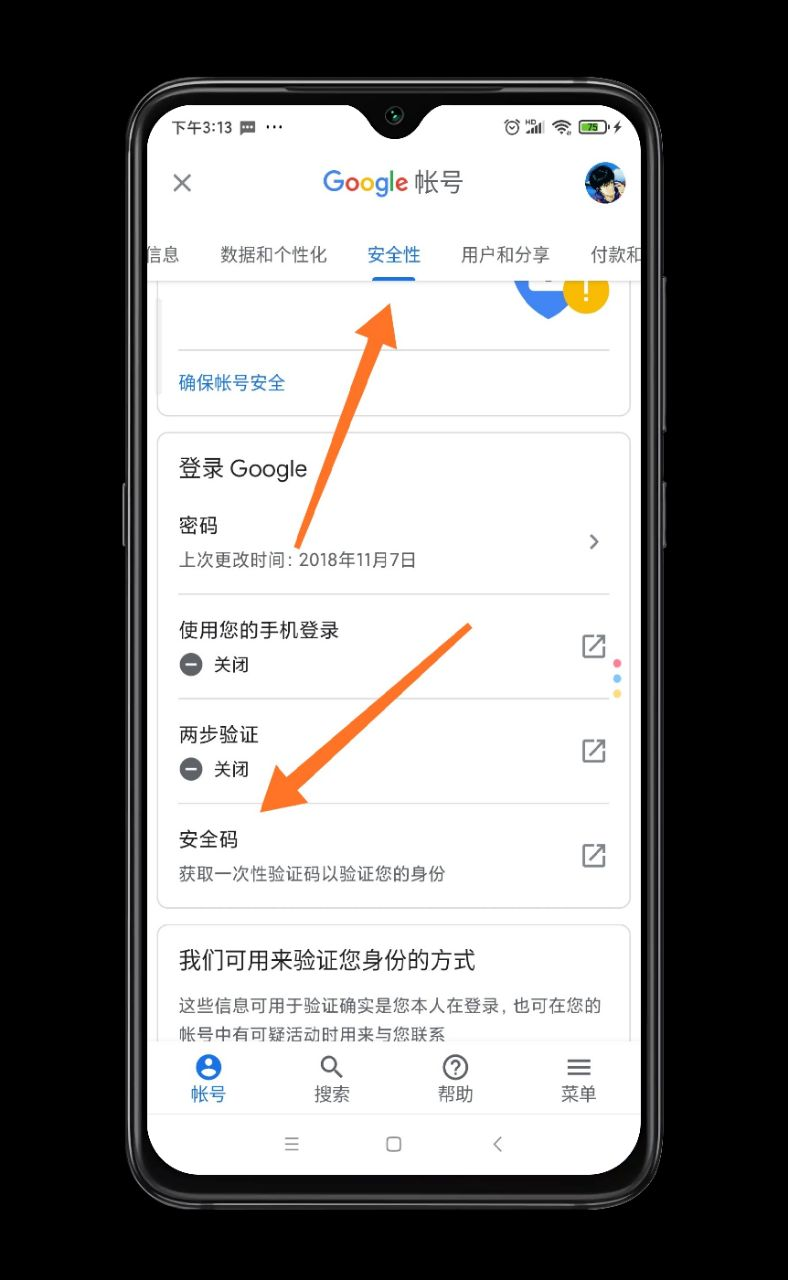 下午3:13
HD
75
Google 帐号
信息 数据和个性化 安全性 用户和分享 付款和
确保帐号安全
登录 Google
密码
上次更改时间：2018年11月7日
使用您的手机登录
关闭
两步验证
关闭
安全码
获取一次性验证码以验证您的身份
我们可用来验证您身份的方式
这些信息可用于验证确实是您本人在登录，也可在您的
帐号中有可疑活动时用来与您联系
帐号 搜索 帮助 菜单